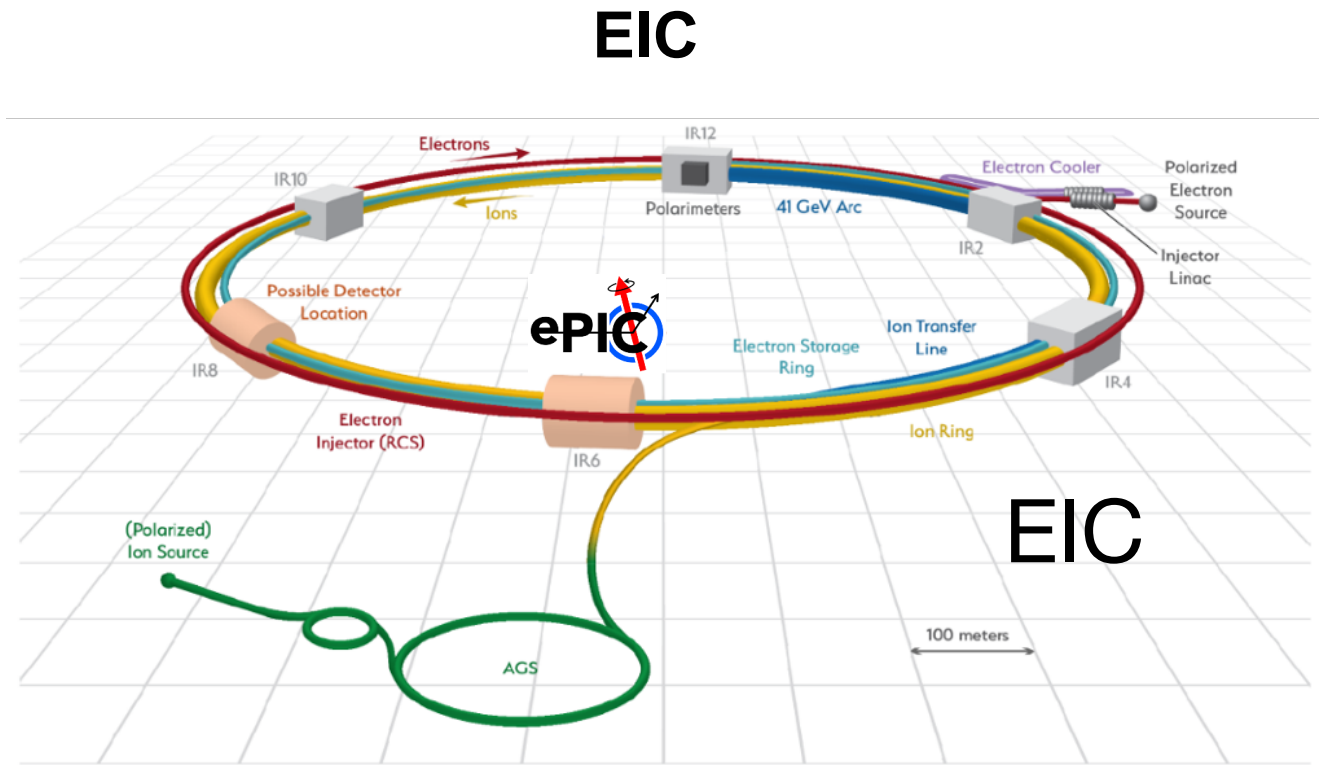 EIC
IR12
Electrons
Electron Cooler
Polarized
Electron
Source
IR10
Ions
Polarimeters
41 GeV Arc
IR2
Injector
Linac
Possible Detector
Location
ePIC
Ion Transfer
Line
Electron Storage
Ring
IR8
IR4
Electron
Injector (RCS)
Ion Ring
IR6
(Polarized)
Ion Source
EIC
100 meters
AGS